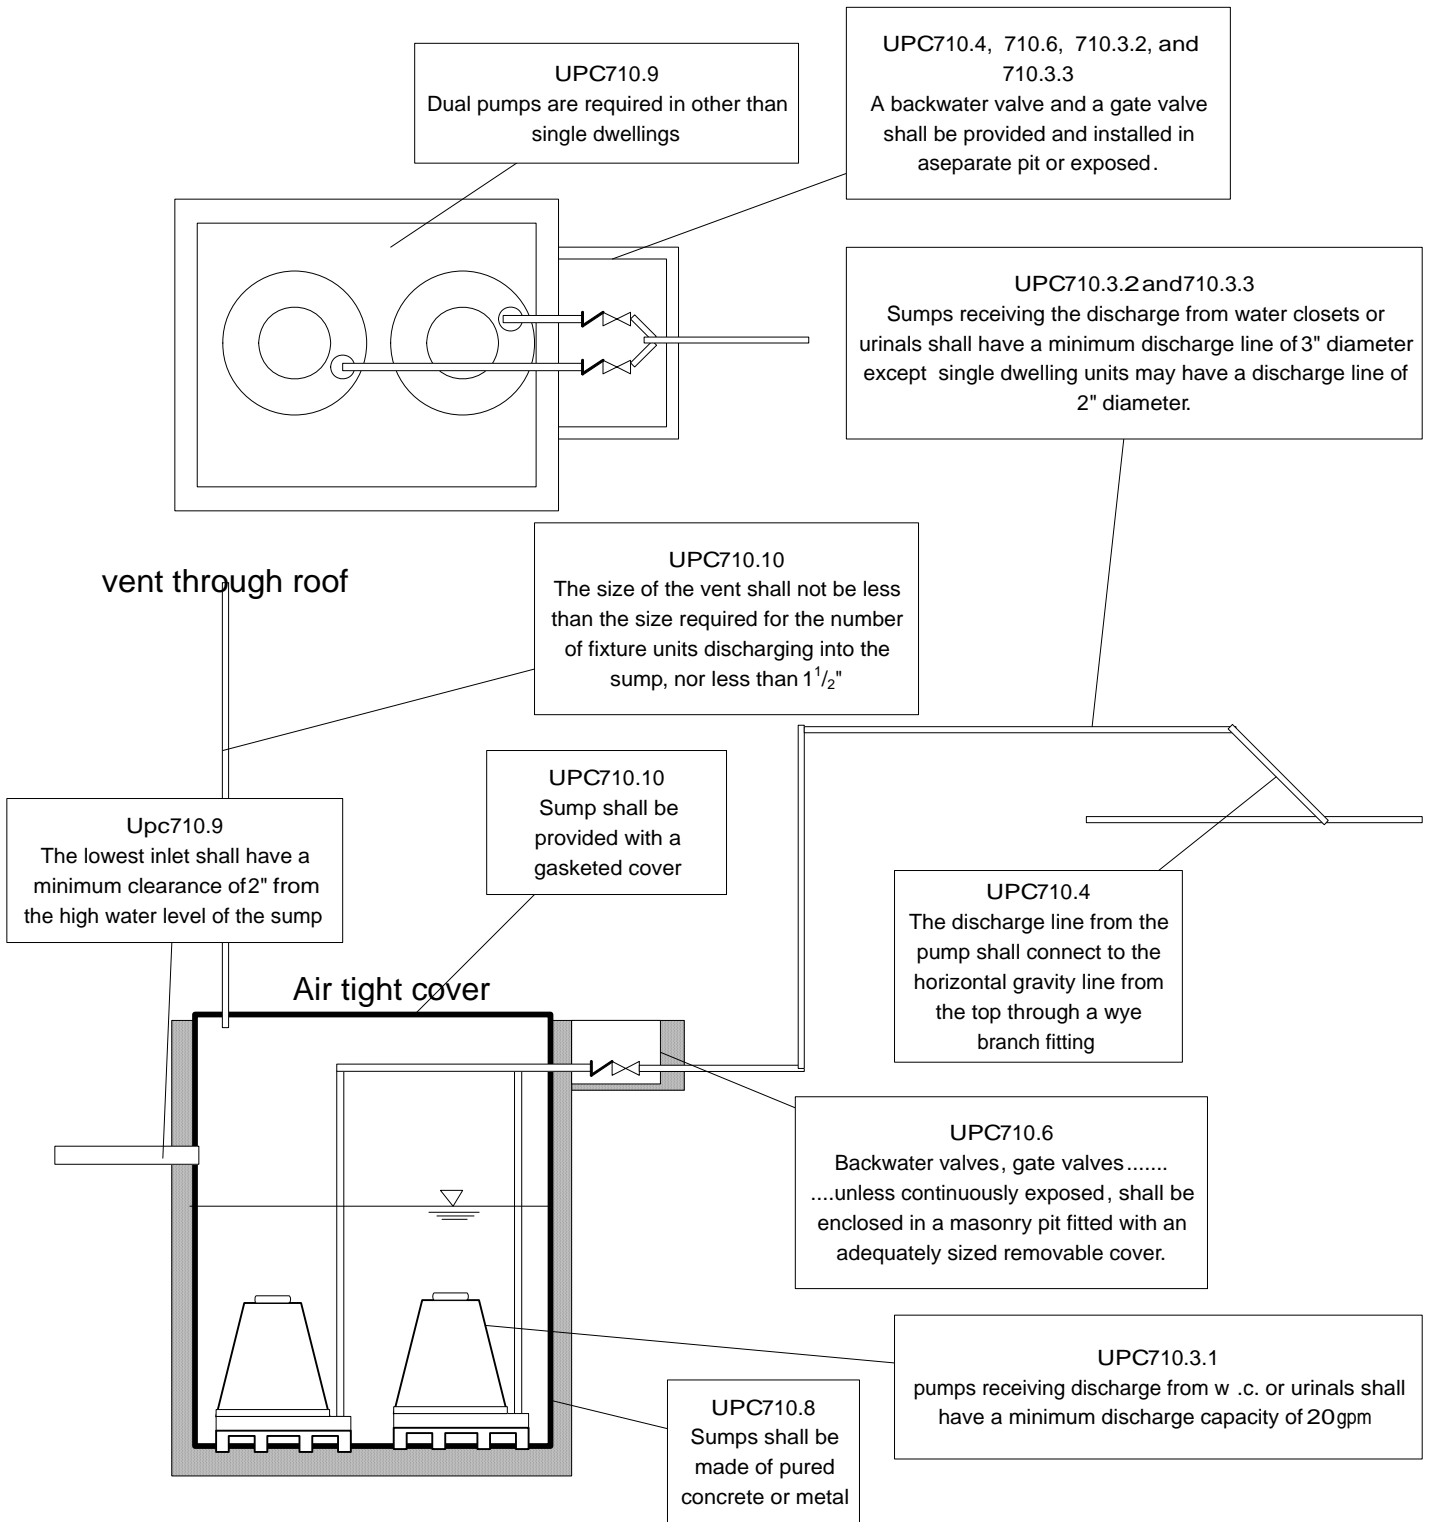 UPC710.9
Dual pumps are required in other than
single dwellings
UPC710.4, 710.6, 710.3.2, and
710.3.3
A backwater valve and a gate valve
shall be provided and installed in
aseparate pit or exposed.
UPC710.3.2and710.3.3
Sumps receiving the discharge from water closets or
urinals shall have a minimum discharge line of 3" diameter
except single dwelling units may have a discharge line of
2" diameter.
vent through roof
UPC710.10
The size of the vent shall not be less
than the size required for the number
of fixture units discharging into the
sump, nor less than 1 1/2"
UPC710.10
Sump shall be
provided with a
gasketed cover
Upc710.9
The lowest inlet shall have a
minimum clearance of 2" from
the high water level of the sump
UPC710.4
The discharge line from the
pump shall connect to the
horizontal gravity line from
the top through a wye
branch fitting
Air tight cover
UPC710.6
Backwater valves, gate valves.......
....unless continuously exposed, shall be
enclosed in a masonry pit fitted with an
adequately sized removable cover.
UPC710.3.1
pumps receiving discharge from w .c. or urinals shall
have a minimum discharge capacity of 20gpm
UPC710.8
Sumps shall be
made of pured
concrete or metal